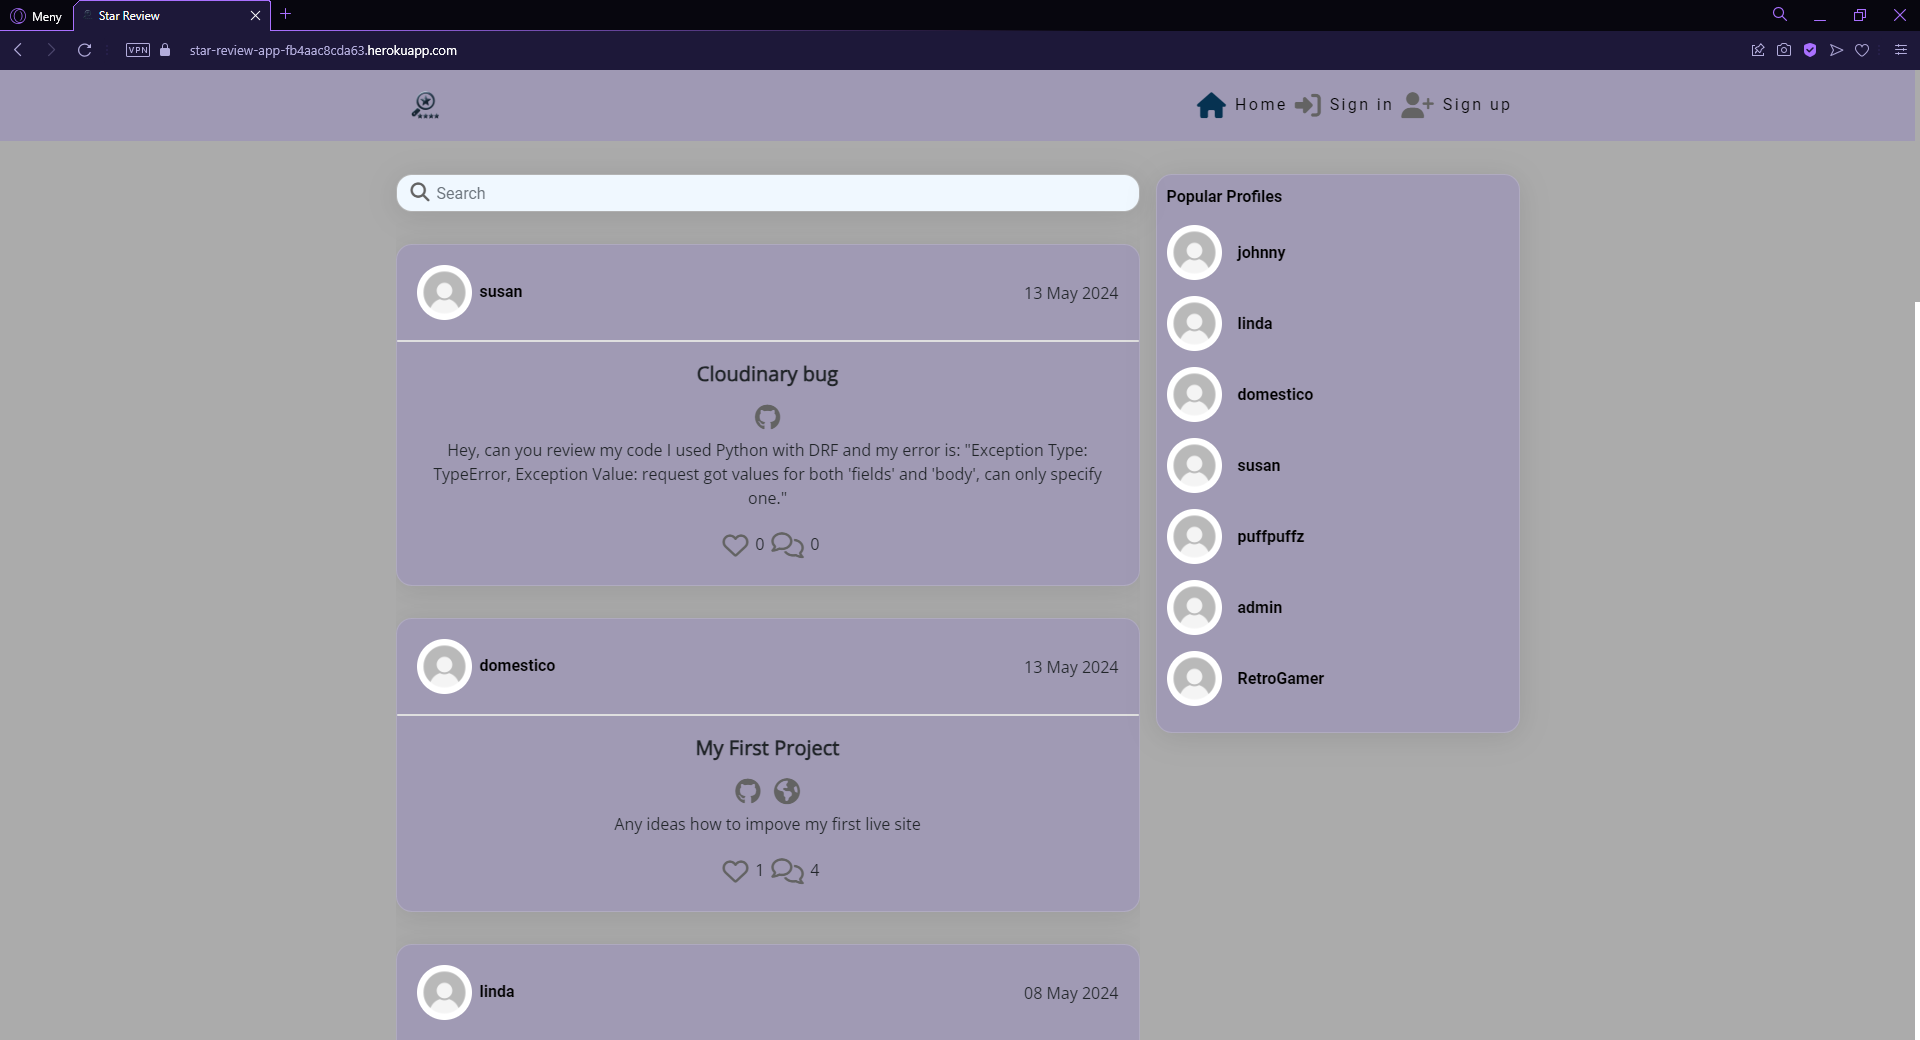 Meny
Star Review
VPN
star-review-app-fb4aac8cda63.herokuapp.com
Home
Sign in
Sign up
Search
susan
13 May 2024
Cloudinary bug
Hey, can you review my code I used Python with DRF and my error is: "Exception Type:
TypeError, Exception Value: request got values for both 'fields' and 'body', can only specify
one."
0
0
domestico
13 May 2024
My First Project
Any ideas how to impove my first live site
1
4
linda
08 May 2024
Popular Profiles
johnny
linda
domestico
susan
puffpuffz
admin
RetroGamer